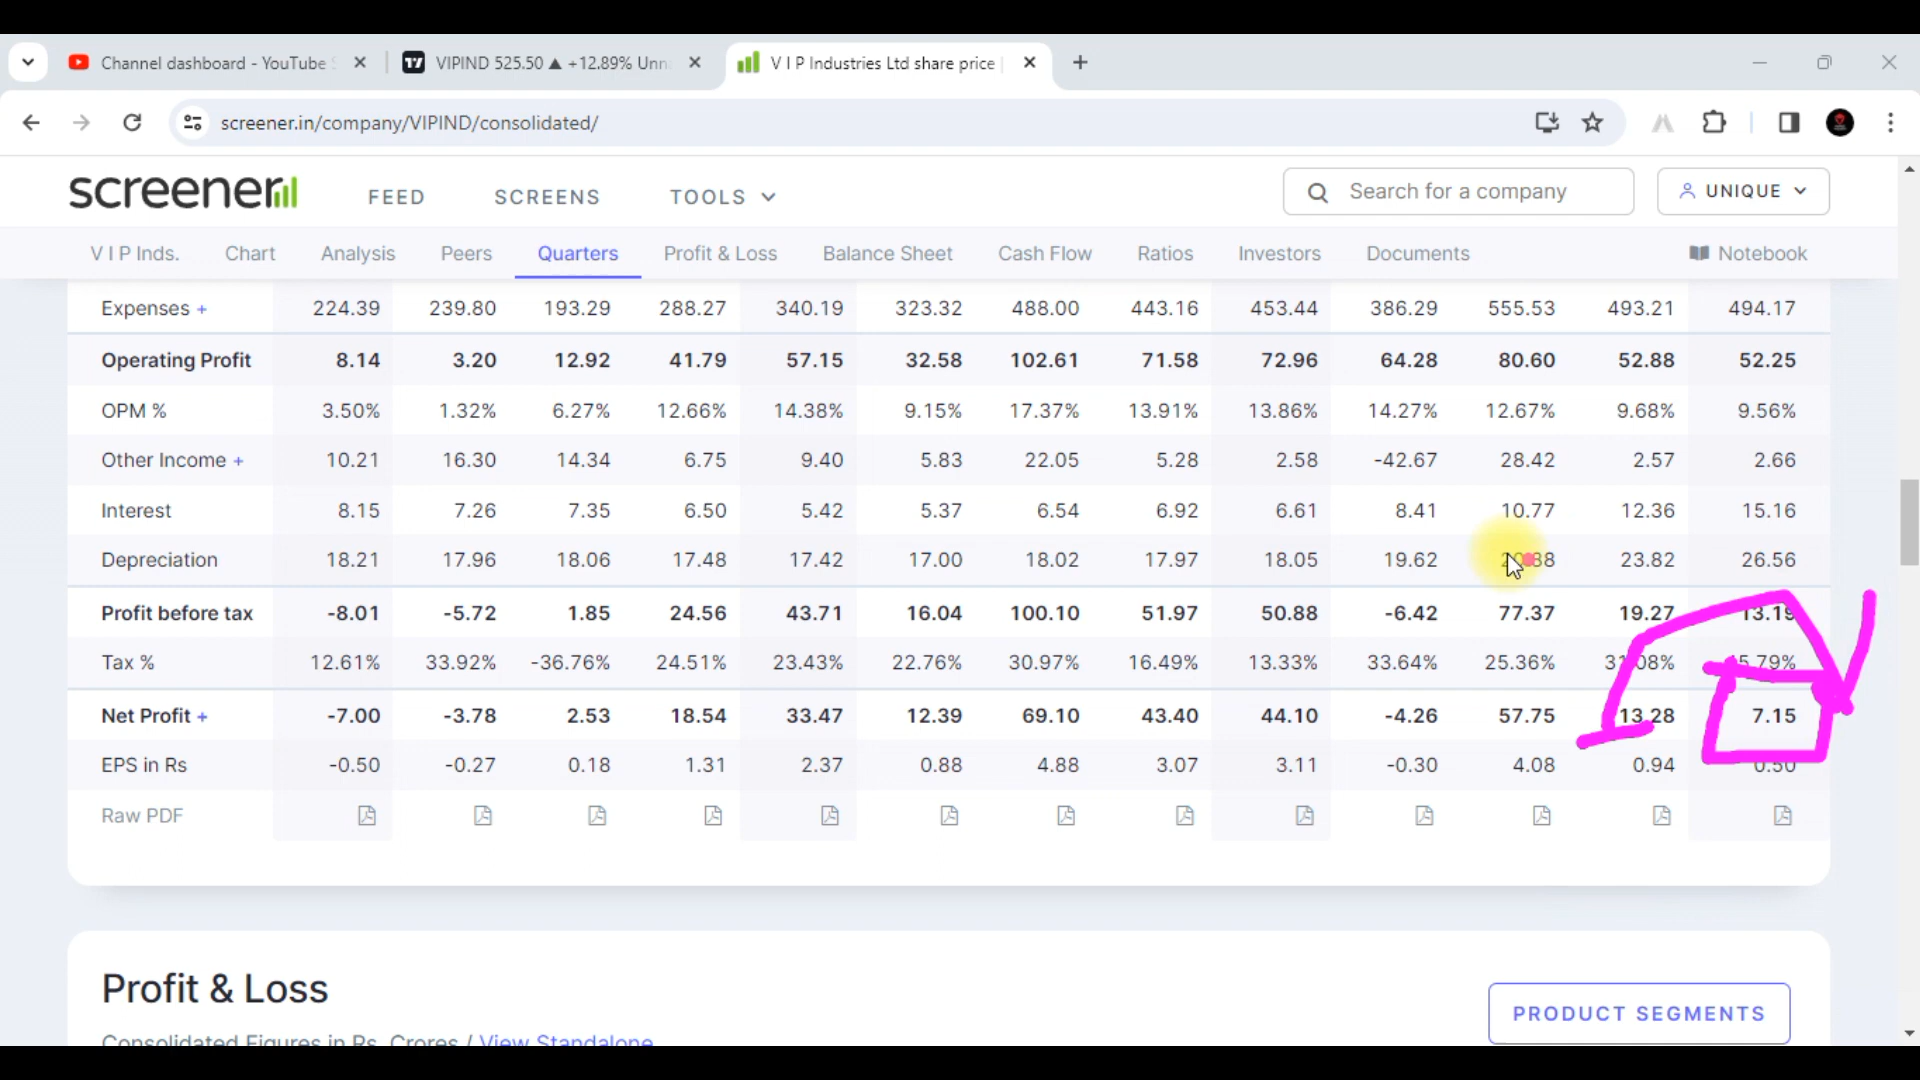 Channel dashboard - YouTube S
VIPIND 525.50 ▲ +12.89% Unn
V I P Industries Ltd share price |
screener.in/company/VIPIND/consolidated/
screener
FEED
SCREENS
TOOLS
Search for a company
UNIQUE
V I P Inds. Chart Analysis Peers Quarters Profit & Loss Balance Sheet Cash Flow Ratios Investors Documents Notebook
Expenses + 224.39 239.80 193.29 288.27 340.19 323.32 488.00 443.16 453.44 386.29 555.53 493.21 494.17
Operating Profit 8.14 3.20 12.92 41.79 57.15 32.58 102.61 71.58 72.96 64.28 80.60 52.88 52.25
OPM % 3.50% 1.32% 6.27% 12.66% 14.38% 9.15% 17.37% 13.91% 13.86% 14.27% 12.67% 9.68% 9.56%
Other Income + 10.21 16.30 14.34 6.75 9.40 5.83 22.05 5.28 2.58 -42.67 28.42 2.57 2.66
Interest 8.15 7.26 7.35 6.50 5.42 5.37 6.54 6.92 6.61 8.41 10.77 12.36 15.16
Depreciation 18.21 17.96 18.06 17.48 17.42 17.00 18.02 17.97 18.05 19.62 23.82 26.56
Profit before tax -8.01 -5.72 1.85 24.56 43.71 16.04 100.10 51.97 50.88 -6.42 77.37 19.27 13.19
Tax % 12.61% 33.92% -36.76% 24.51% 23.43% 22.76% 30.97% 16.49% 13.33% 33.64% 25.36%
Net Profit + -7.00 -3.78 2.53 18.54 33.47 12.39 69.10 43.40 44.10 -4.26 57.75 13.28 7.15
EPS in Rs -0.50 -0.27 0.18 1.31 2.37 0.88 4.88 3.07 3.11 -0.30 4.08 0.94 0.50
Raw PDF
Profit & Loss
PRODUCT SEGMENTS
Consolidated Figures in Rs. Crores / View Standalone